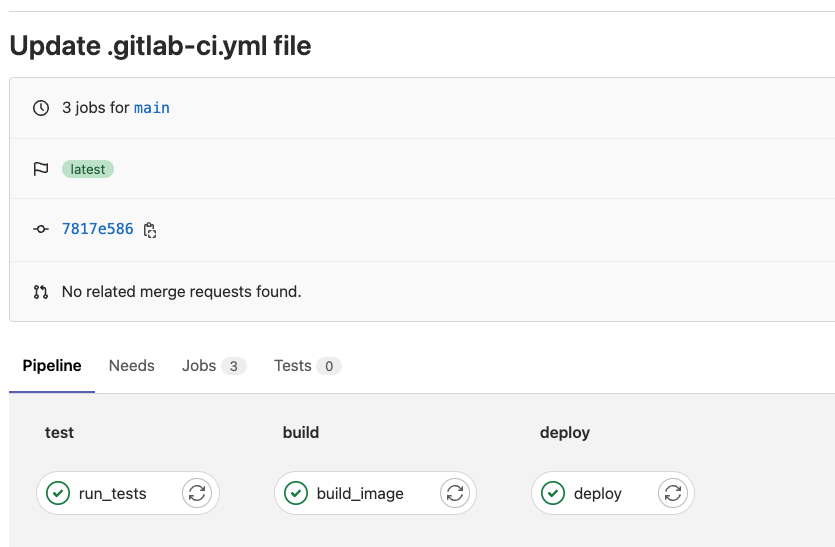 Update .gitlab-ci.yml file
3 jobs for main
latest
7817e586
No related merge requests found.
Pipeline Needs Jobs 3 Tests 0
test build deploy
run_tests build_image deploy